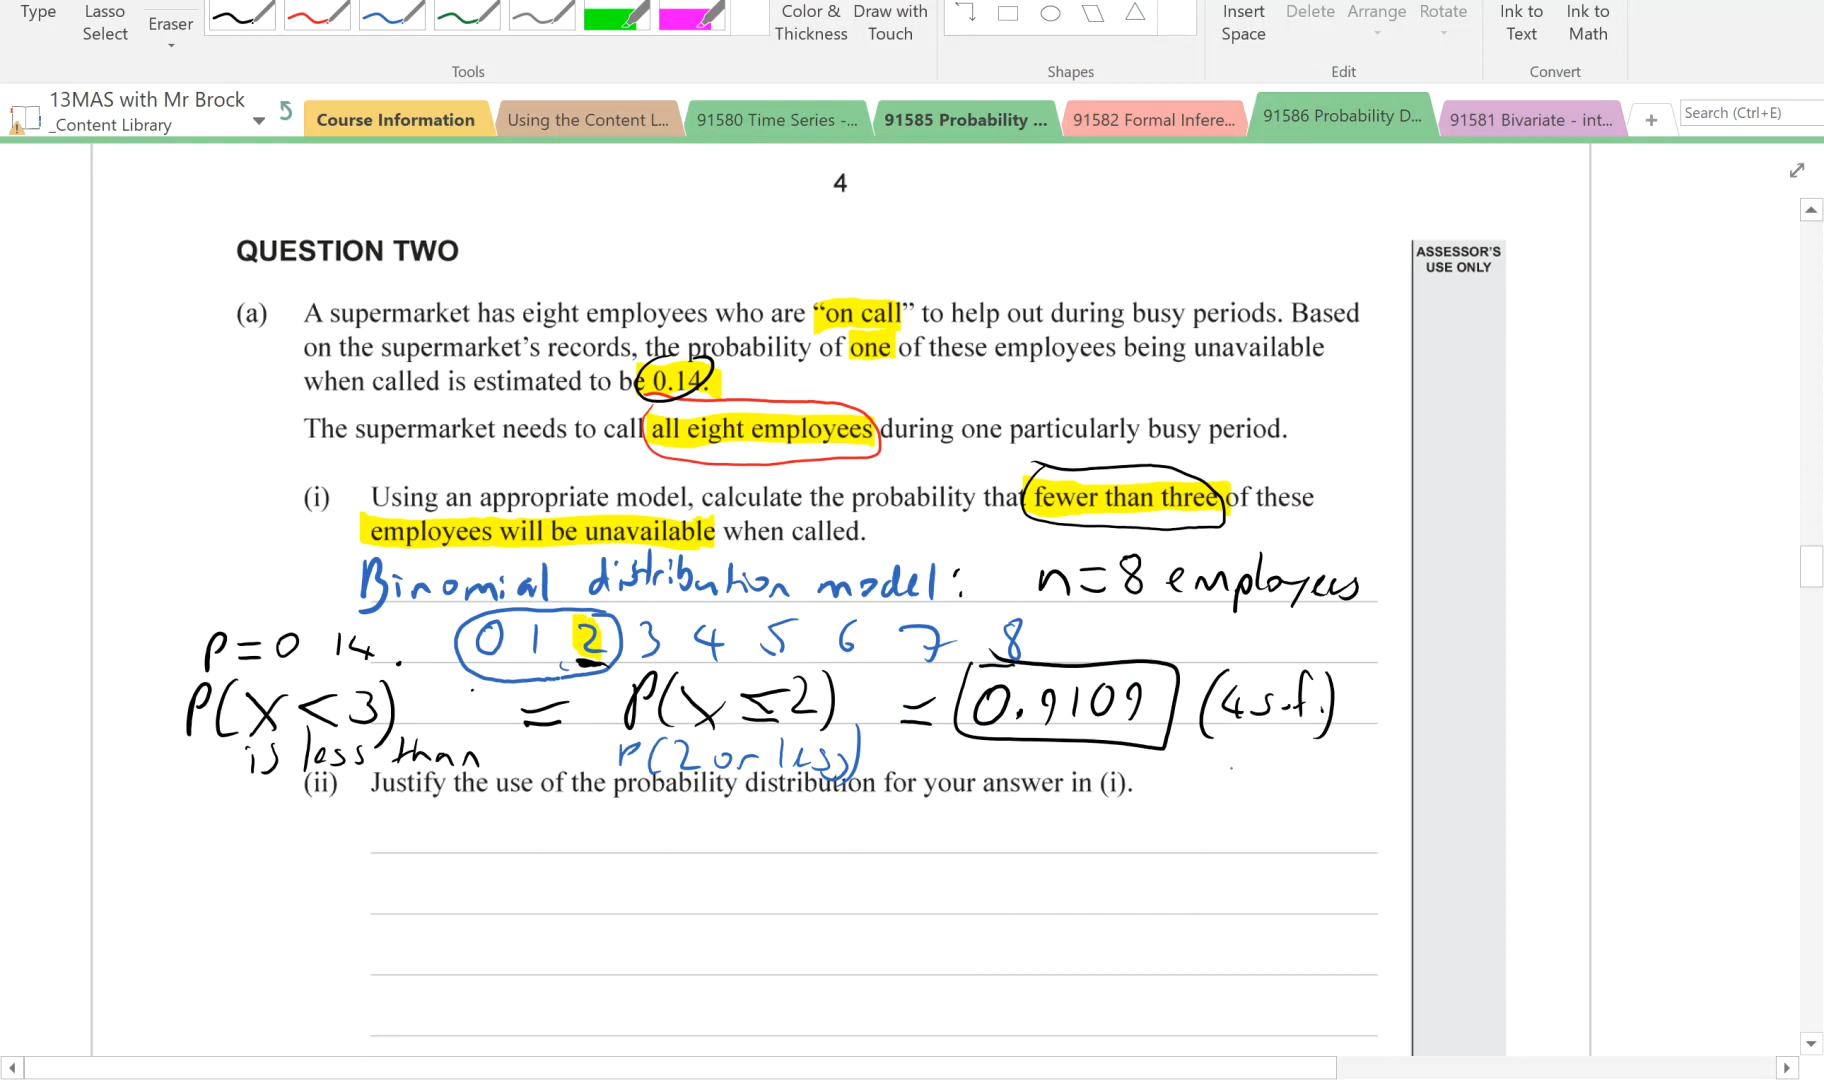 Type
Lasso Select
Eraser
Color & Thickness
Draw with Touch
Insert Space
Delete
Arrange
Rotate
Ink to Text
Ink to Math
Tools
Shapes
Edit
Convert
13MAS with Mr Brock
_Content Library
Course Information
Using the Content L...
91580 Time Series -...
91585 Probability ...
91582 Formal Infere...
91586 Probability D...
91581 Bivariate - int...
+
Search (Ctrl+E)
4
QUESTION TWO
ASSESSOR'S
USE ONLY
(a) A supermarket has eight employees who are “on call” to help out during busy periods. Based
on the supermarket's records, the probability of one of these employees being unavailable
when called is estimated to be 0.14.
The supermarket needs to call all eight employees during one particularly busy period.
(i) Using an appropriate model, calculate the probability that fewer than three of these
employees will be unavailable when called.
Binomial distribution model: n=8 employees
p=0 14. 0 1 2 3 4 5 6 7 8
P(X<3) = P(X≤2) = 0.9109 (4s.f.)
is less than P(2 or less)
(ii) Justify the use of the probability distribution for your answer in (i).